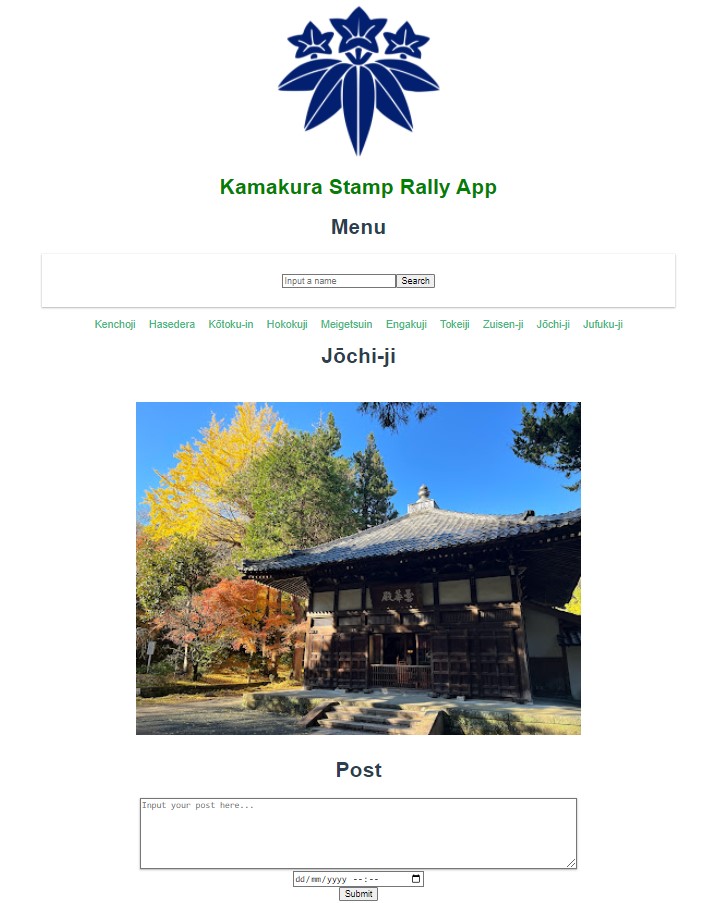 Kamakura Stamp Rally App
Menu
Input a name Search
Kenchoji Hasedera Kōtoku-in Hokokuji Meigetsuin Engakuji Tokeiji Zuisen-ji Jōchi-ji Jufuku-ji
Jōchi-ji
殿華曇
Post
Input your post here...
dd/mm/yyyy --:--
Submit